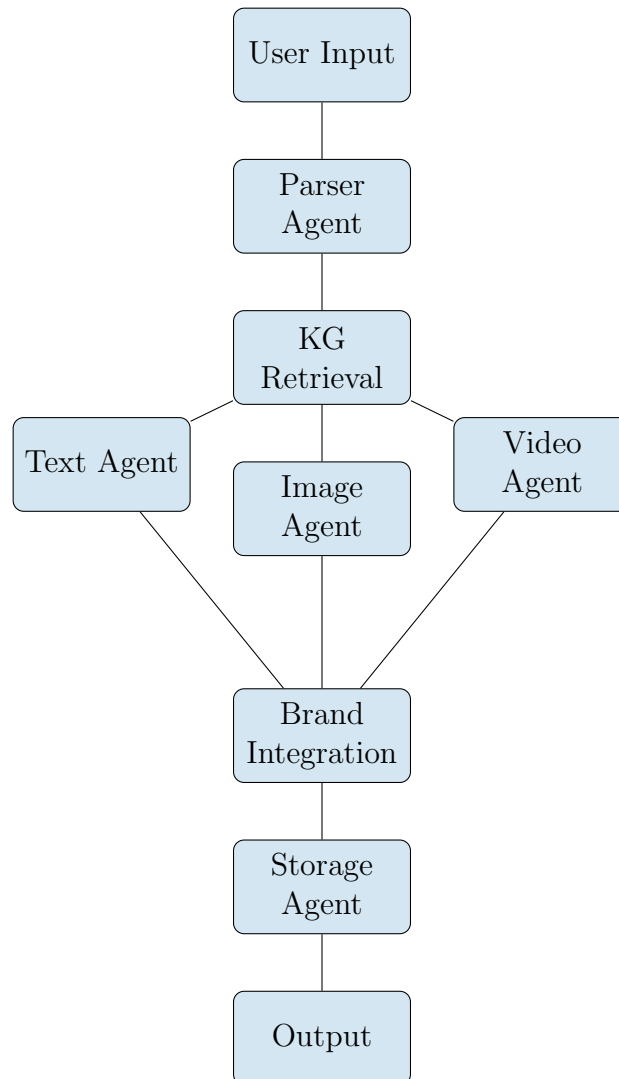 User Input
Parser
Agent
KG
Retrieval
Text Agent
Image
Agent
Video
Agent
Brand
Integration
Storage
Agent
Output